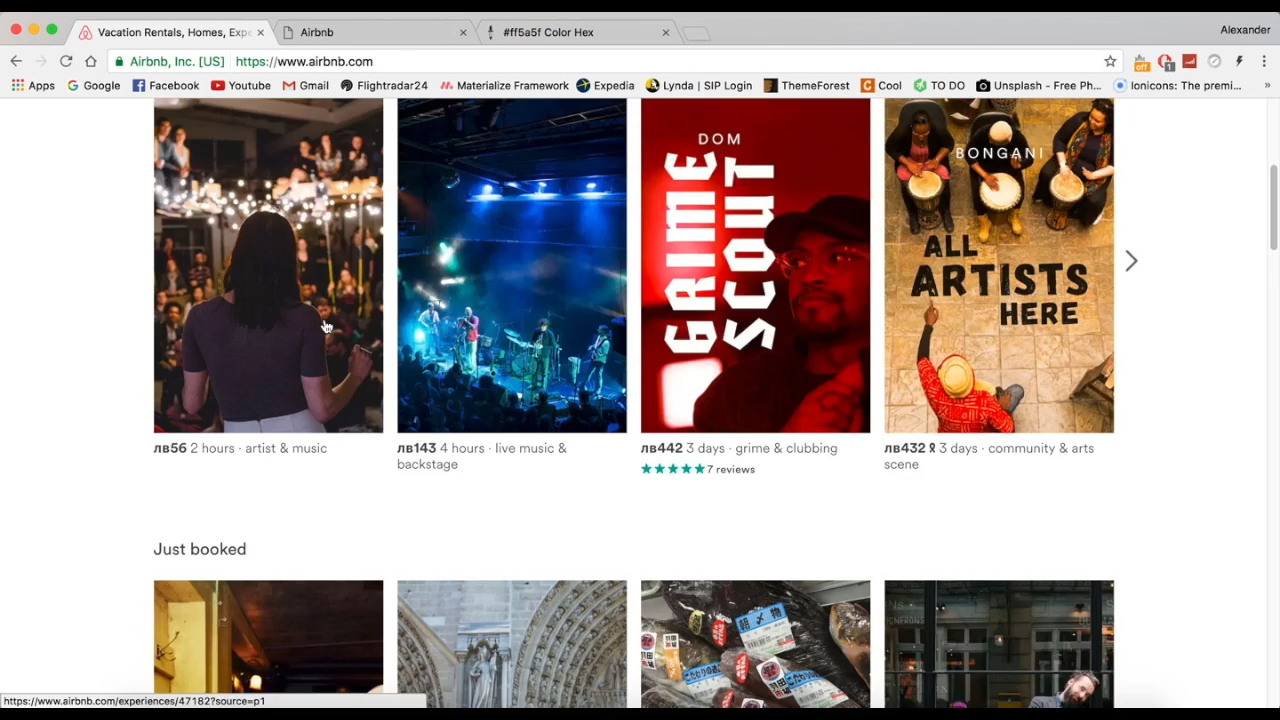 Vacation Rentals, Homes, Expe
Airbnb
#ff5a5f Color Hex
Alexander
Airbnb, Inc. [US]
https://www.airbnb.com
off
1
Apps
Google
Facebook
Youtube
Gmail
Flightradar24
Materialize Framework
Expedia
Lynda | SIP Login
ThemeForest
Cool
TO DO
Unsplash - Free Ph...
Ionicons: The premi...
»
DOM
GRIME
SCOUT
BONGANI
ALL
ARTISTS
HERE
лв56 2 hours · artist & music
лв143 4 hours · live music &
backstage
лв442 3 days · grime & clubbing
★★★★★ 7 reviews
лв432 3 days · community & arts
scene
Just booked
https://www.airbnb.com/experiences/47182?source=p1